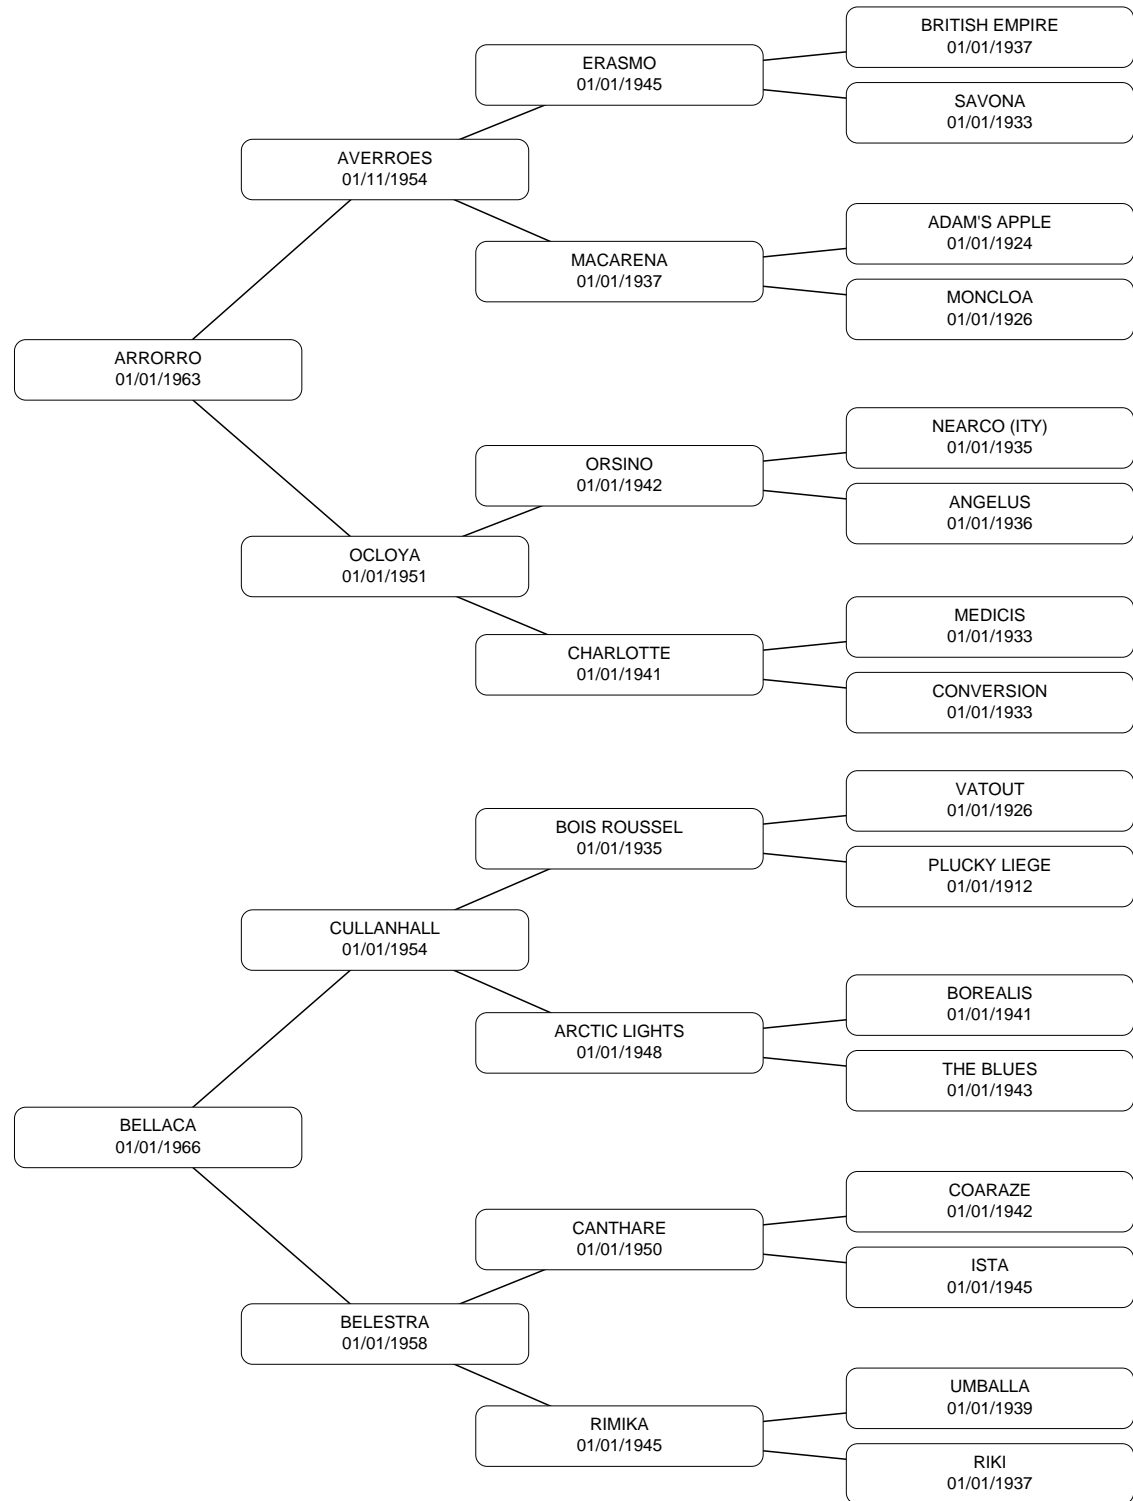 BRITISH EMPIRE
01/01/1937
ERASMO
01/01/1945
SAVONA
01/01/1933
AVERROES
01/11/1954
ADAM'S APPLE
01/01/1924
MACARENA
01/01/1937
MONCLOA
01/01/1926
ARRORRO
01/01/1963
NEARCO (ITY)
01/01/1935
ORSINO
01/01/1942
ANGELUS
01/01/1936
OCLOYA
01/01/1951
MEDICIS
01/01/1933
CHARLOTTE
01/01/1941
CONVERSION
01/01/1933
VATOUT
01/01/1926
BOIS ROUSSEL
01/01/1935
PLUCKY LIEGE
01/01/1912
CULLANHALL
01/01/1954
BOREALIS
01/01/1941
ARCTIC LIGHTS
01/01/1948
THE BLUES
01/01/1943
BELLACA
01/01/1966
COARAZE
01/01/1942
CANTHARE
01/01/1950
ISTA
01/01/1945
BELESTRA
01/01/1958
UMBALLA
01/01/1939
RIMIKA
01/01/1945
RIKI
01/01/1937